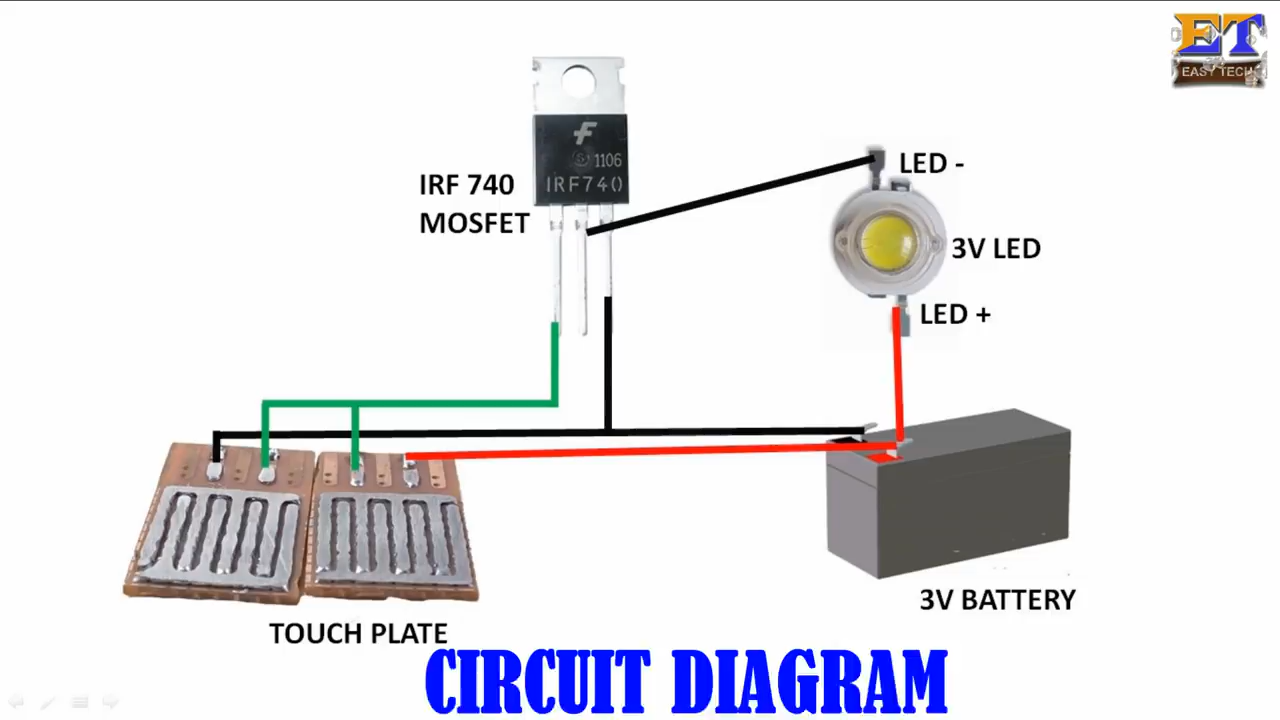 ET
EASY TECH
1106
IRF740
IRF 740
MOSFET
LED -
3V LED
LED +
3V BATTERY
TOUCH PLATE
CIRCUIT DIAGRAM